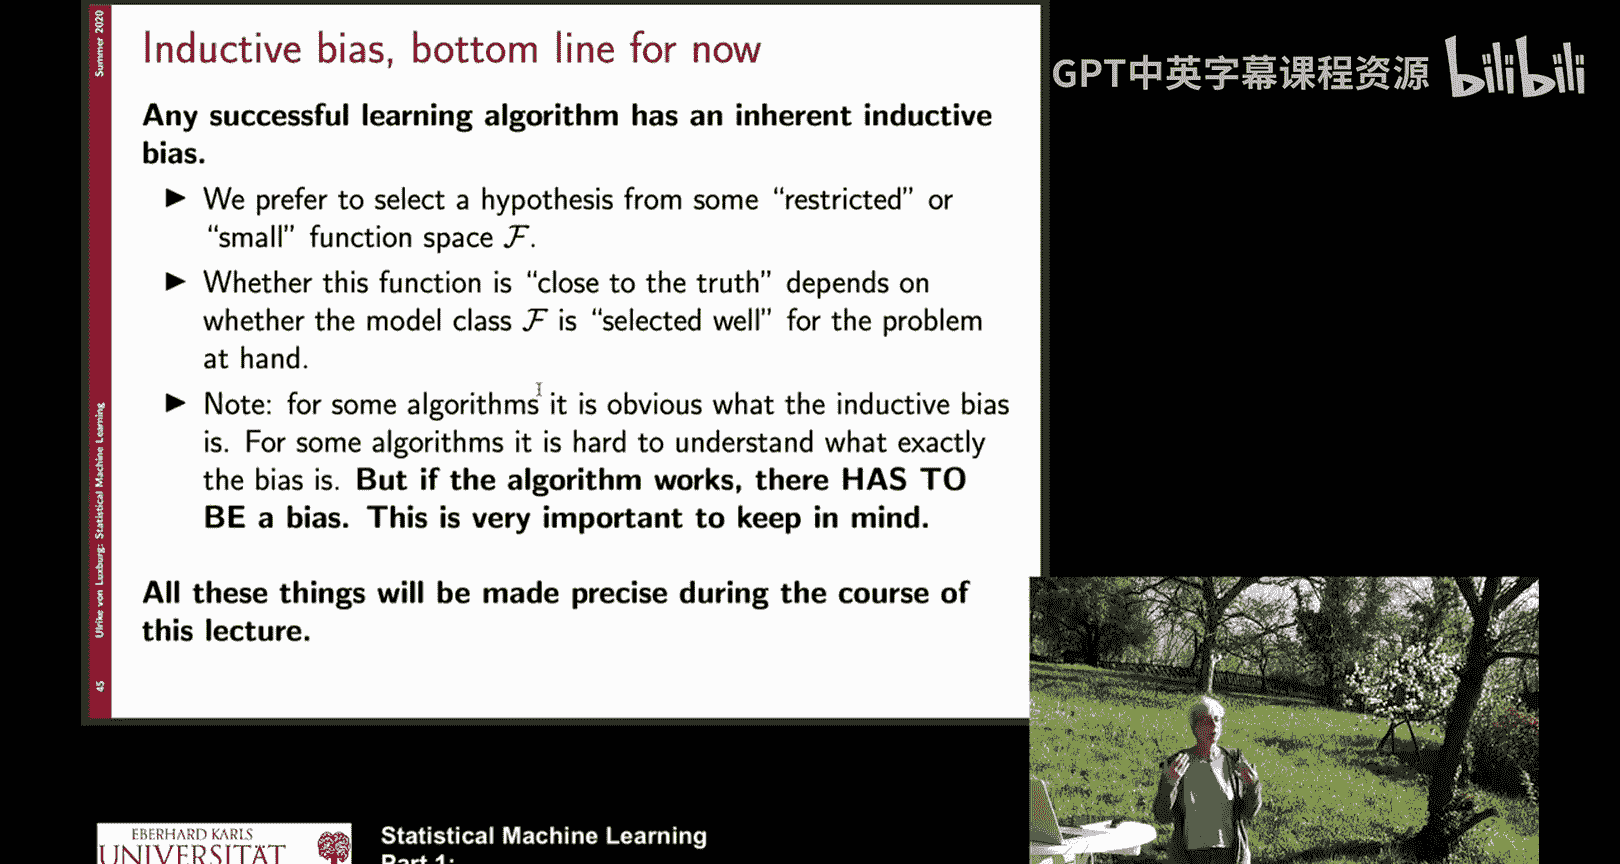 Summer 2020
Inductive bias, bottom line for now
Any successful learning algorithm has an inherent inductive
bias.
We prefer to select a hypothesis from some “restricted” or
“small” function space F.
Whether this function is “close to the truth” depends on
whether the model class F is “selected well” for the problem
at hand.
Note: for some algorithms it is obvious what the inductive bias
is. For some algorithms it is hard to understand what exactly
the bias is. But if the algorithm works, there HAS TO
BE a bias. This is very important to keep in mind.
All these things will be made precise during the course of
this lecture.
Ulrike von Luxburg: Statistical Machine Learning
45
GPT中英字幕课程资源
bilibili
EBERHARD KARLS
UNIVERSITÄT
Statistical Machine Learning
Part 1: